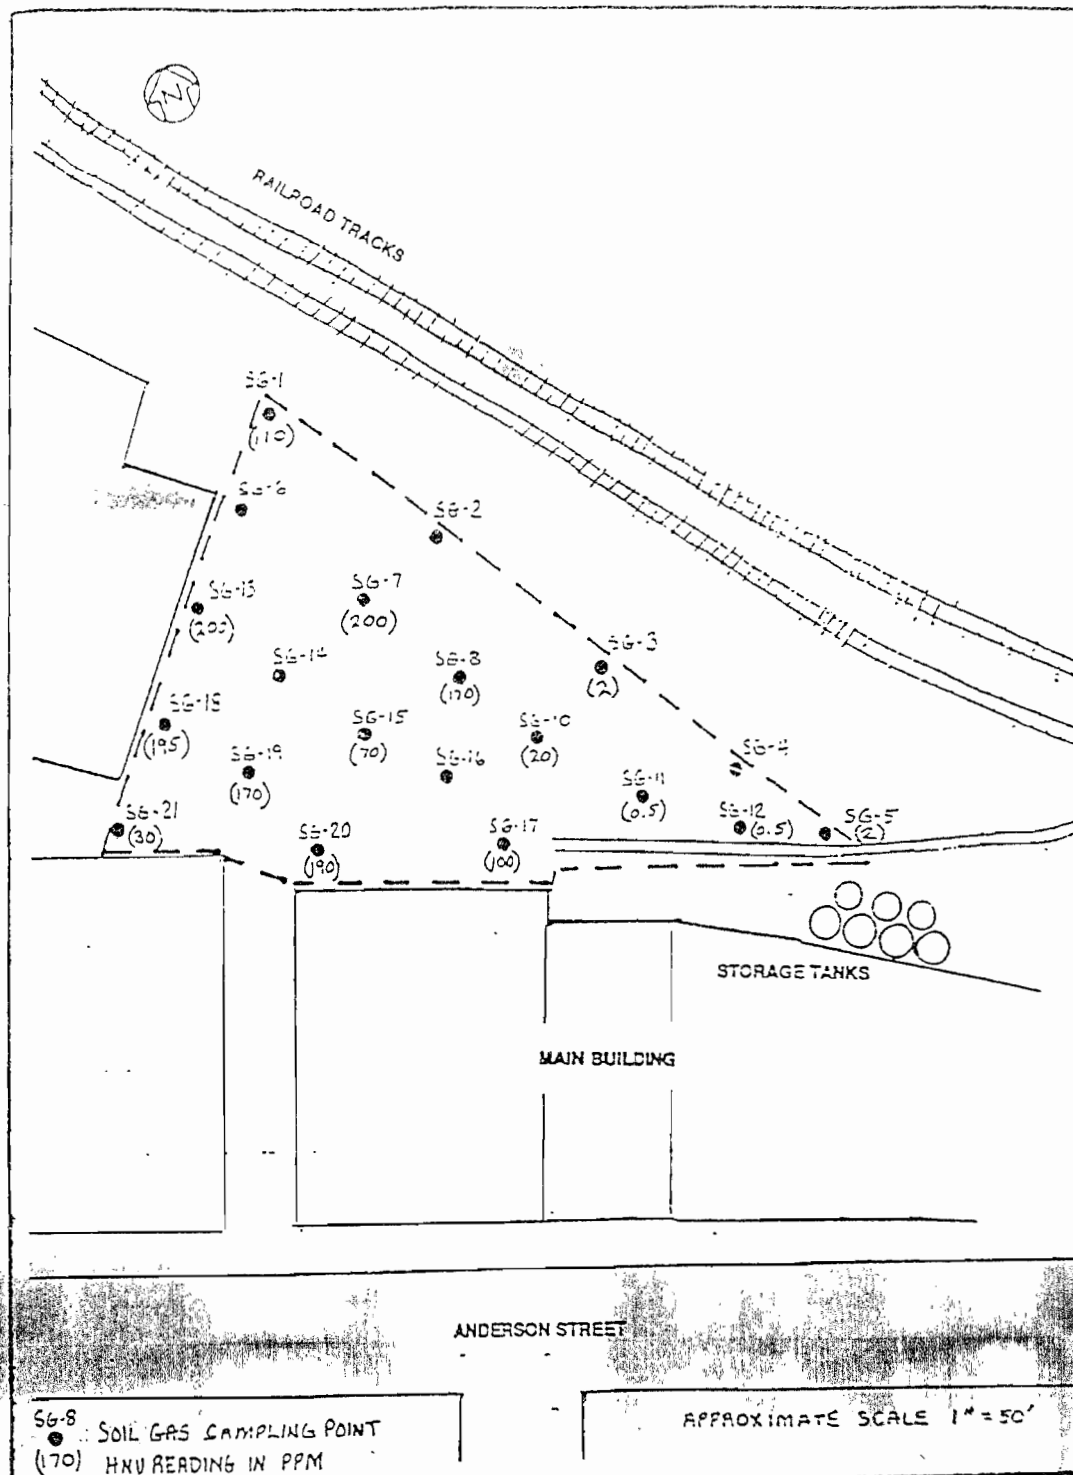 N
RAILROAD TRACKS
SG-1
(110)
SG-6
SG-2
SG-13
(200)
SG-7
(200)
SG-14
SG-8
(170)
SG-3
(2)
SG-18
(195)
SG-15
(70)
SG-10
(20)
SG-19
(170)
SG-16
SG-4
SG-11
(0.5)
SG-21
(30)
SG-20
(190)
SG-17
(100)
SG-12
(0.5)
SG-5
(2)
STORAGE TANKS
MAIN BUILDING
ANDERSON STREET
SG-8
SOIL GAS SAMPLING POINT
(170) HNU READING IN PPM
APPROXIMATE SCALE 1" = 50'